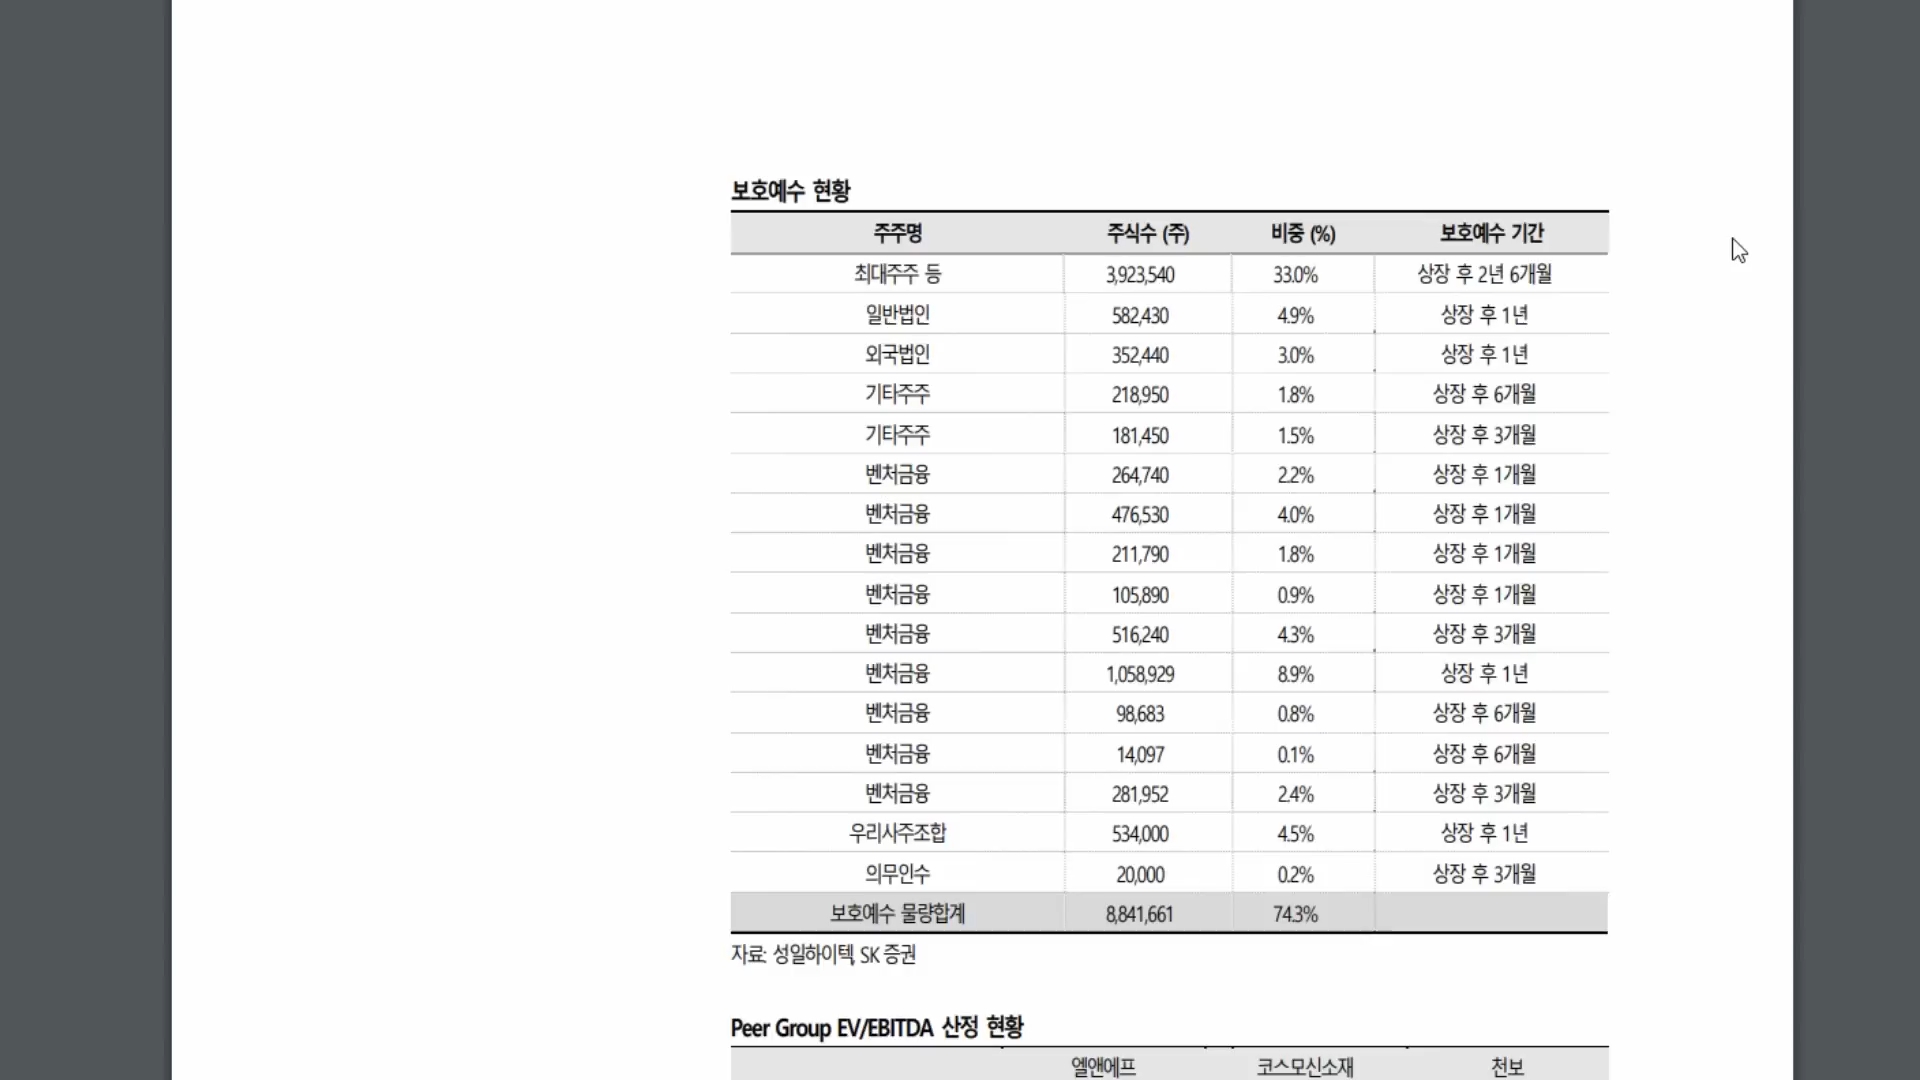 보호예수 현황
주주명 주식수 (주) 비중 (%) 보호예수 기간
최대주주 등 3,923,540 33.0% 상장 후 2년 6개월
일반법인 582,430 4.9% 상장 후 1년
외국법인 352,440 3.0% 상장 후 1년
기타주주 218,950 1.8% 상장 후 6개월
기타주주 181,450 1.5% 상장 후 3개월
벤처금융 264,740 2.2% 상장 후 1개월
벤처금융 476,530 4.0% 상장 후 1개월
벤처금융 211,790 1.8% 상장 후 1개월
벤처금융 105,890 0.9% 상장 후 1개월
벤처금융 516,240 4.3% 상장 후 3개월
벤처금융 1,058,929 8.9% 상장 후 1년
벤처금융 98,683 0.8% 상장 후 6개월
벤처금융 14,097 0.1% 상장 후 6개월
벤처금융 281,952 2.4% 상장 후 3개월
우리사주조합 534,000 4.5% 상장 후 1년
의무인수 20,000 0.2% 상장 후 3개월
보호예수 물량합계 8,841,661 74.3%
자료: 성일하이텍, SK 증권
Peer Group EV/EBITDA 산정 현황
엘앤에프 코스모신소재 천보